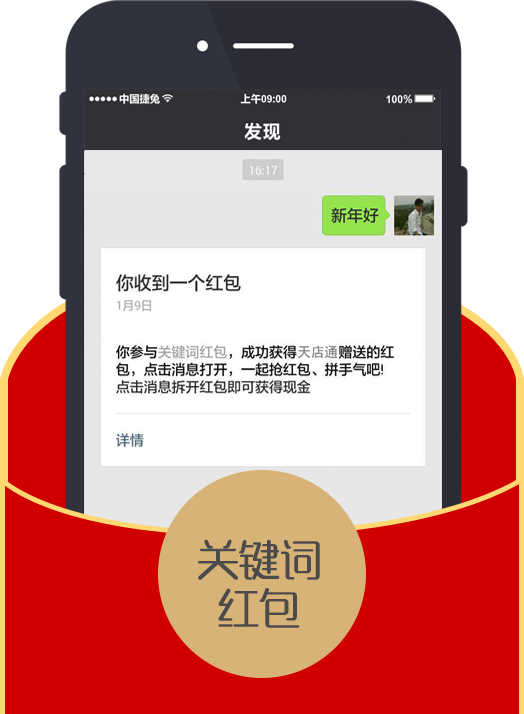 中国捷兔 上午09:00 100%
发现
16:17
新年好
你收到一个红包
1月9日
你参与关键词红包，成功获得天店通赠送的红
包，点击消息打开，一起抢红包、拼手气吧!
点击消息拆开红包即可获得现金
详情
关键词
红包